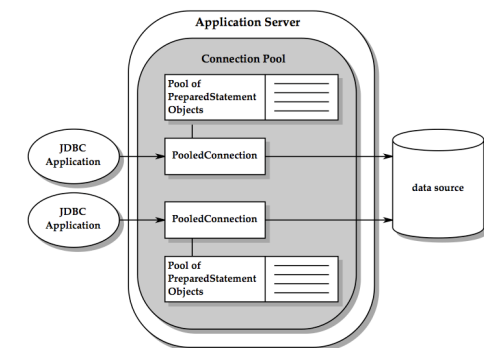 Application Server
Connection Pool
Pool of
PreparedStatement
Objects
JDBC
Application
PooledConnection
data source
JDBC
Application
PooledConnection
Pool of
PreparedStatement
Objects